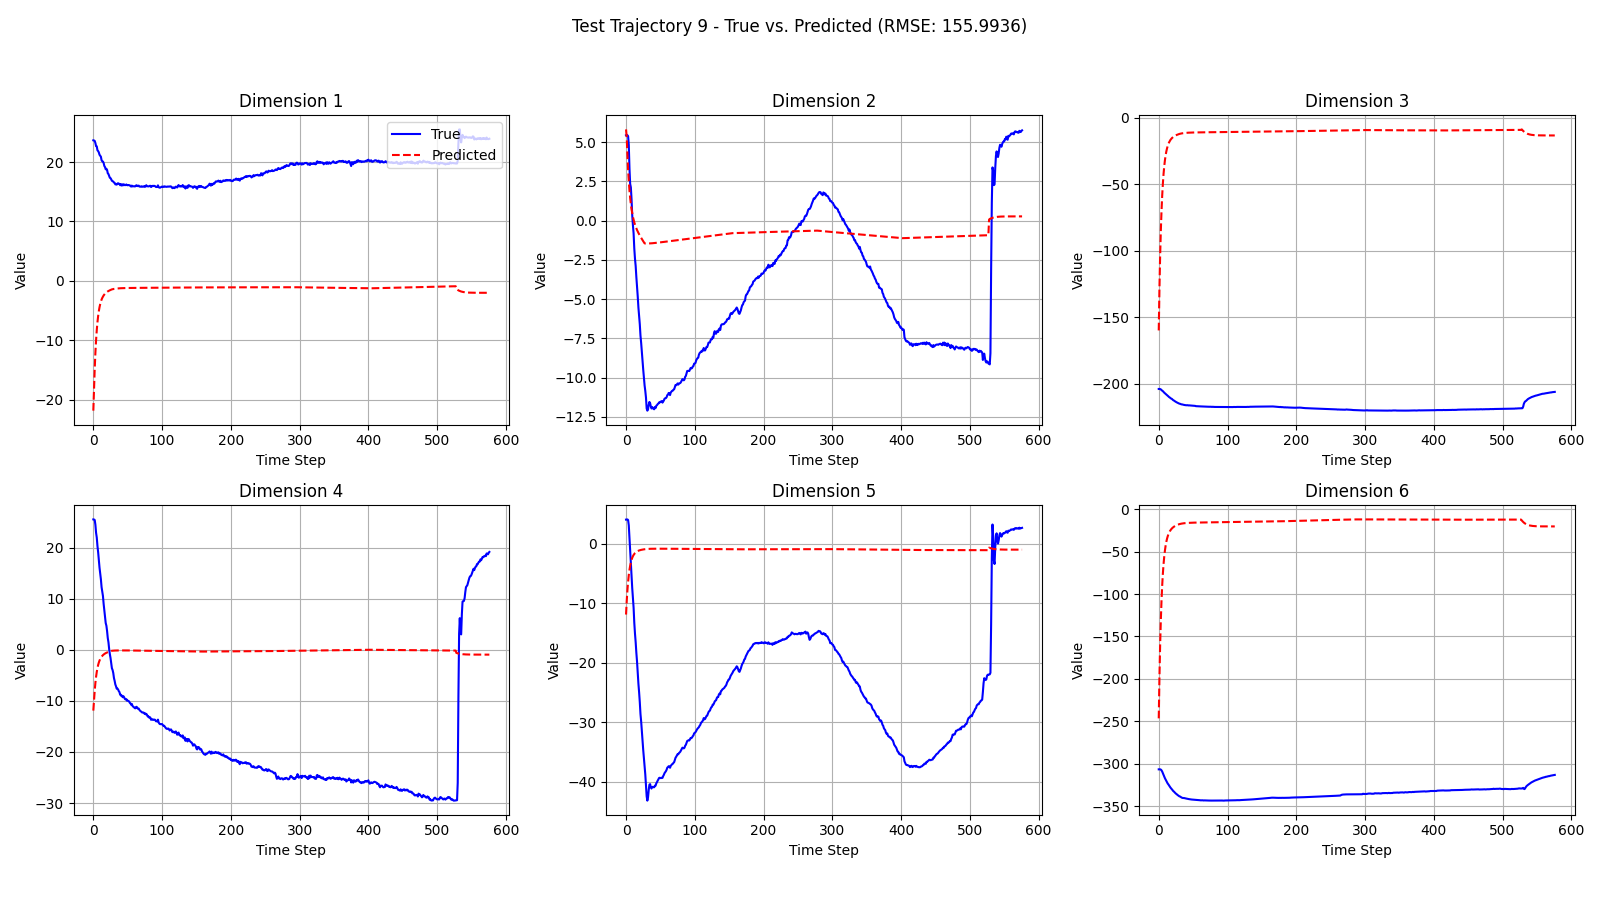 Test Trajectory 9 - True vs. Predicted (RMSE: 155.9936)
Dimension 1
Value
20
10
0
−10
−20
0 100 200 300 400 500 600
Time Step
True
Predicted
Dimension 2
Value
5.0
2.5
0.0
−2.5
−5.0
−7.5
−10.0
−12.5
0 100 200 300 400 500 600
Time Step
Dimension 3
Value
0
−50
−100
−150
−200
0 100 200 300 400 500 600
Time Step
Dimension 4
Value
20
10
0
−10
−20
−30
0 100 200 300 400 500 600
Time Step
Dimension 5
Value
0
−10
−20
−30
−40
0 100 200 300 400 500 600
Time Step
Dimension 6
Value
0
−50
−100
−150
−200
−250
−300
−350
0 100 200 300 400 500 600
Time Step